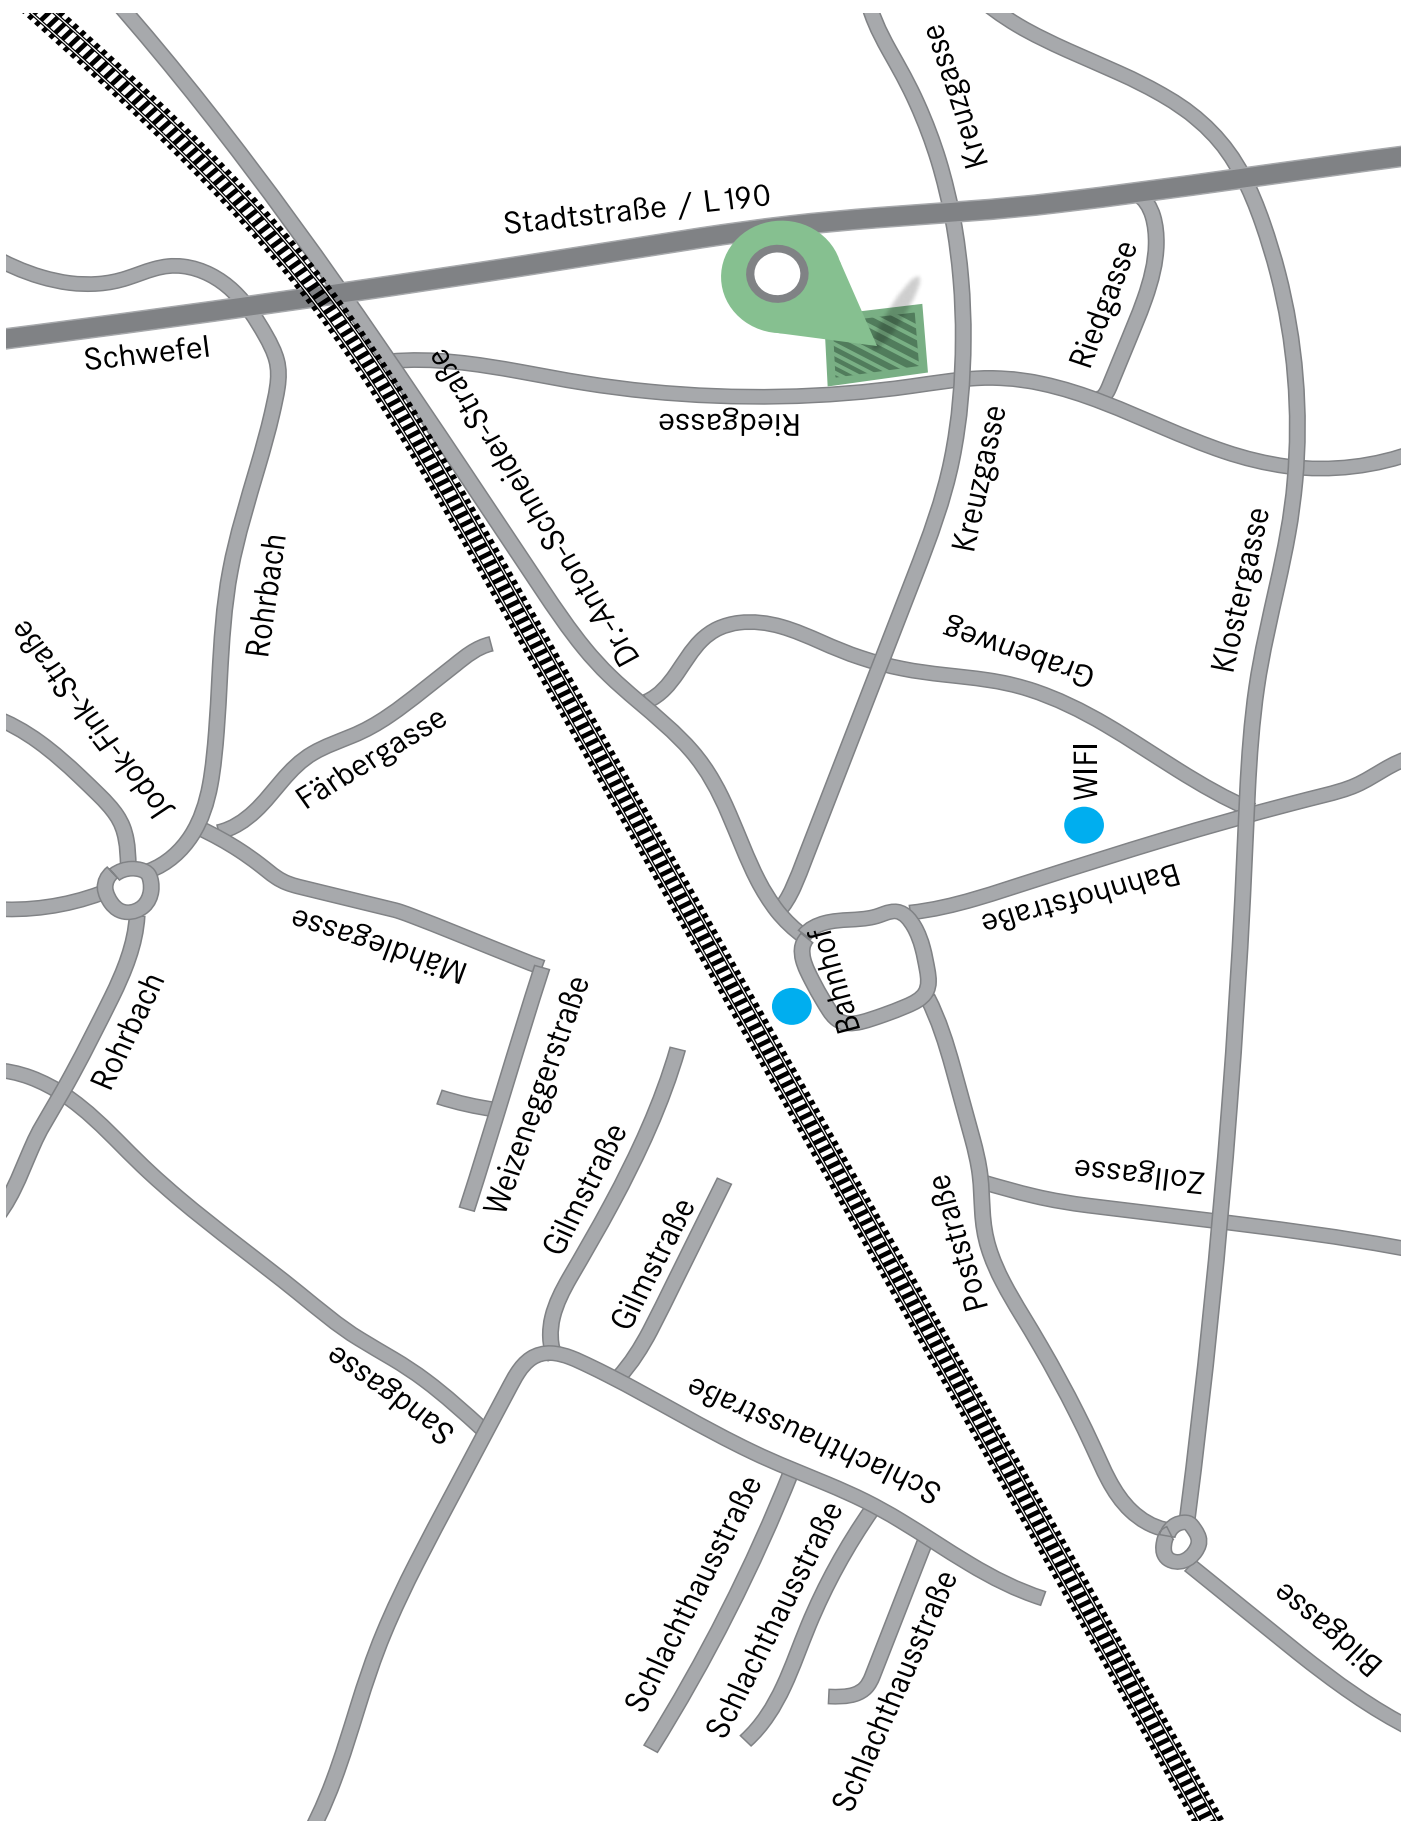 Kreuzgasse
Stadtstraße / L 190
Schwefel
Riedgasse
Riedgasse
Dr.-Anton-Schneider-Straße
Kreuzgasse
Klostergasse
Rohrbach
Jodok-Fink-Straße
Grabenweg
Färbergasse
WIFI
Bahnhofstraße
Mähdlegasse
Bahnhof
Rohrbach
Weizeneggerstraße
Gilmstraße
Gilmstraße
Zollgasse
Poststraße
Sandgasse
Schlachthausstraße
Schlachthausstraße
Schlachthausstraße
Schlachthausstraße
Bildgasse